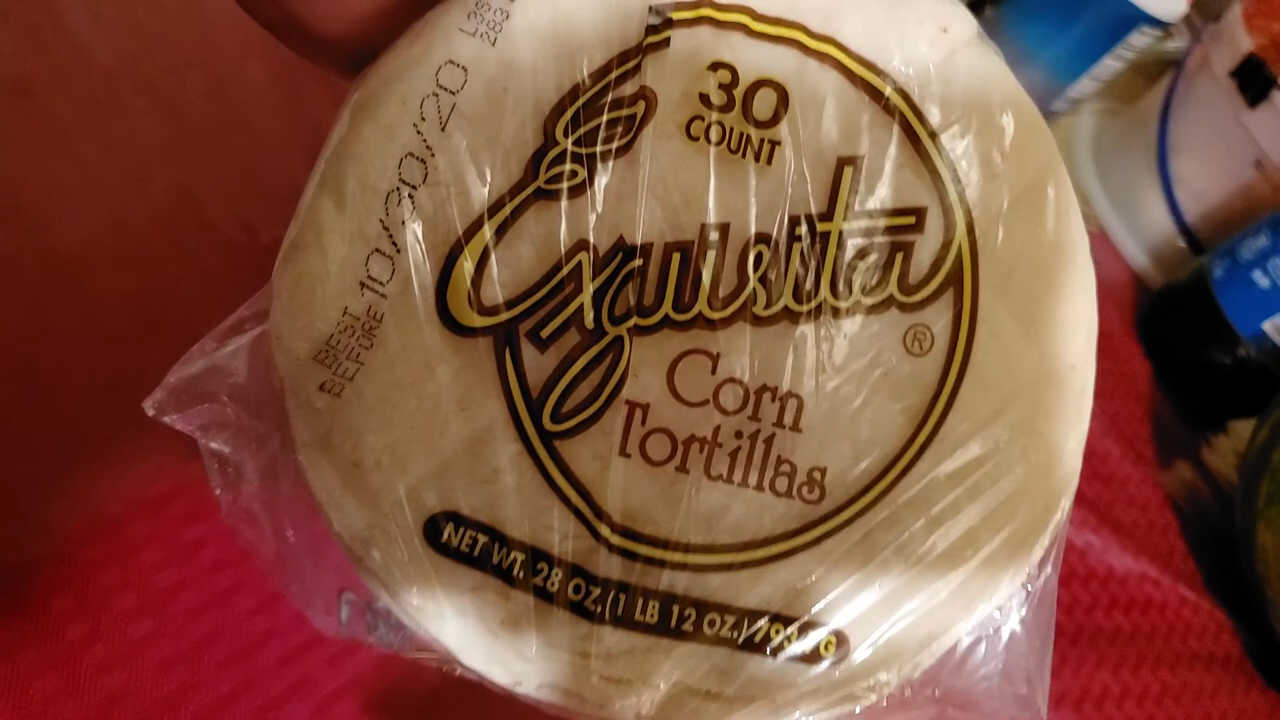 30
COUNT
Exquisita
®
Corn
Tortillas
NET WT. 28 OZ.(1 LB 12 OZ.)
BEST
BEFORE 10/30/20